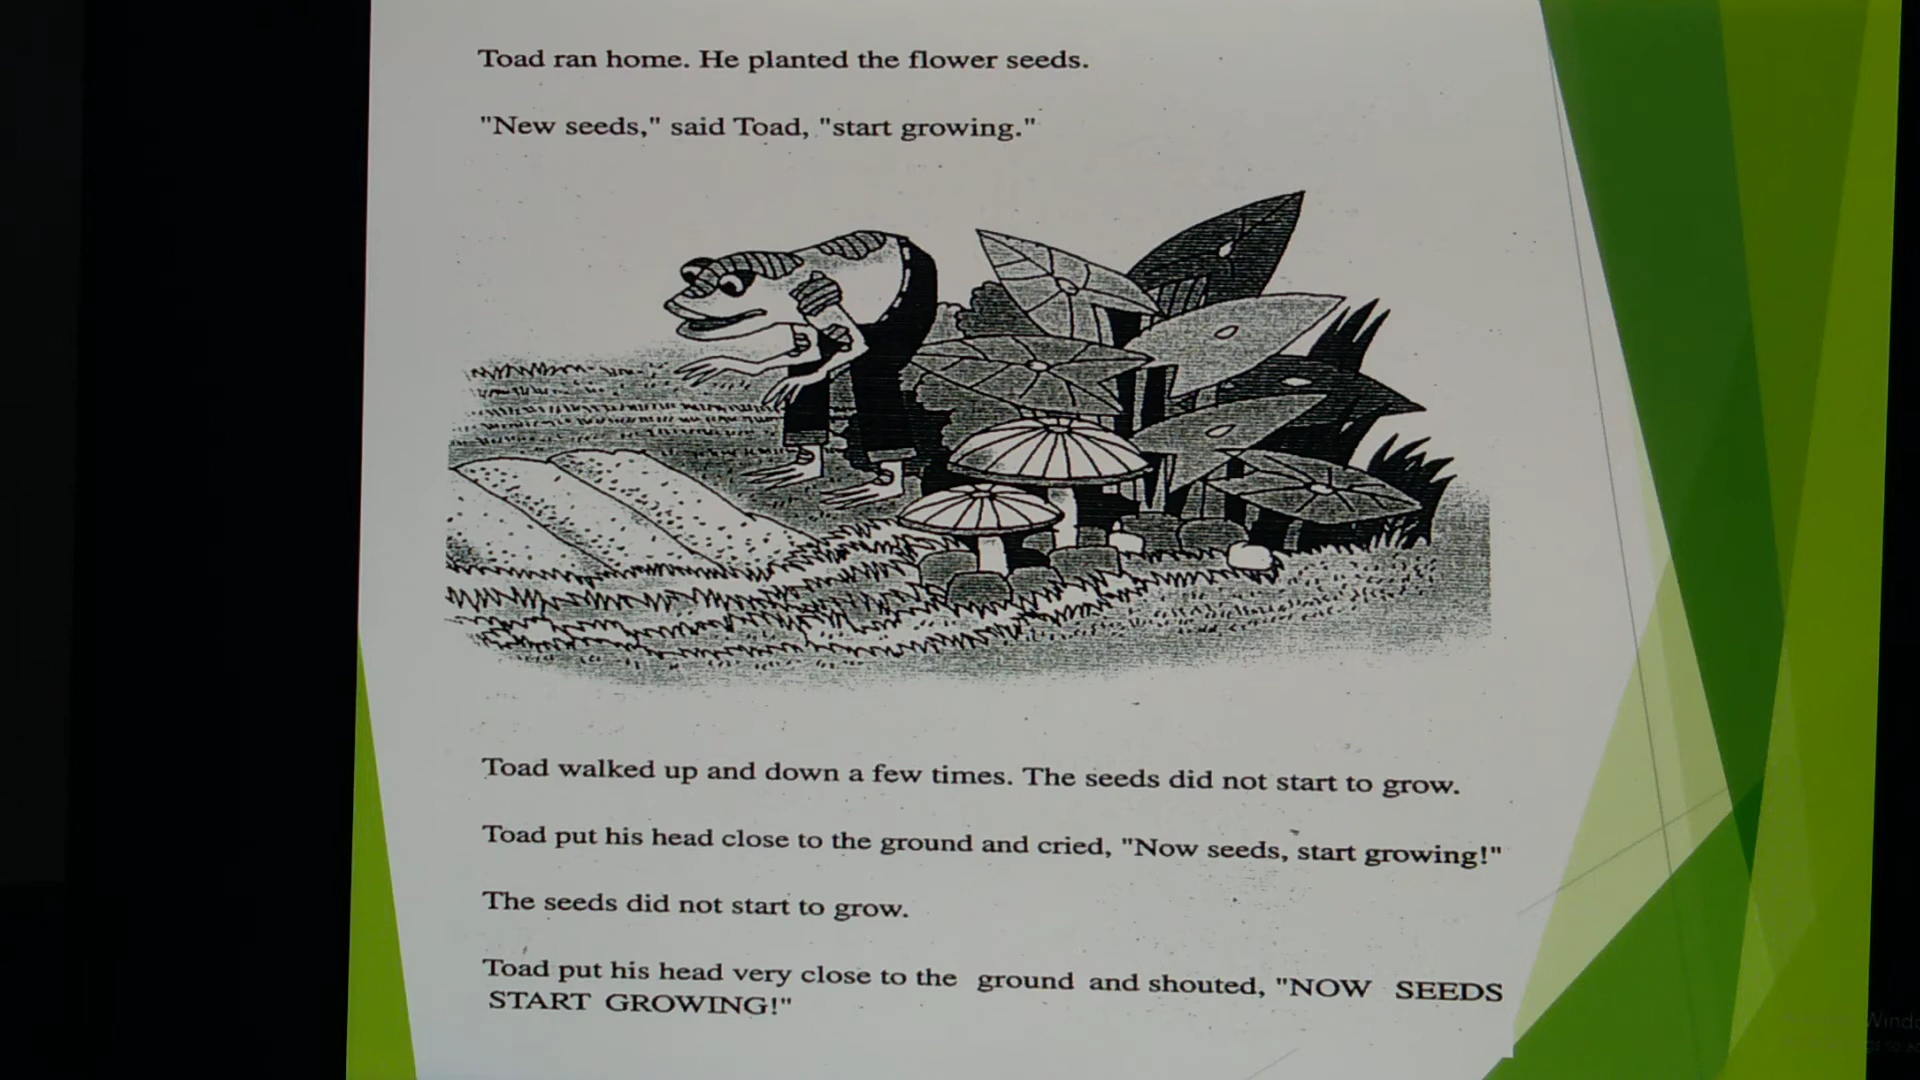 Toad ran home. He planted the flower seeds.
"New seeds," said Toad, "start growing."
Toad walked up and down a few times. The seeds did not start to grow.
Toad put his head close to the ground and cried, "Now seeds, start growing!"
The seeds did not start to grow.
Toad put his head very close to the ground and shouted, "NOW SEEDS
START GROWING!"